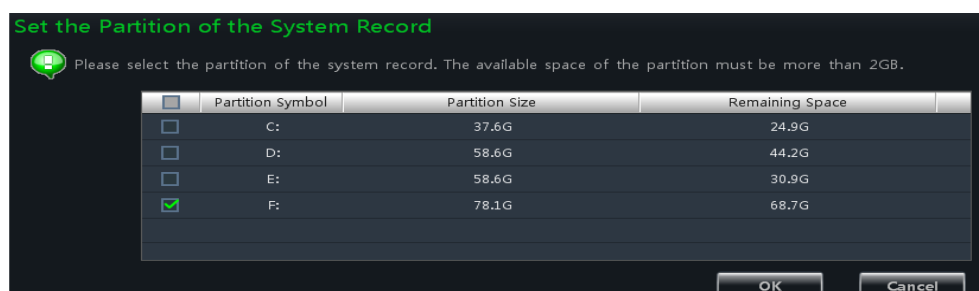 Set the Partition of the System Record
Please select the partition of the system record. The available space of the partition must be more than 2GB.
Partition Symbol Partition Size Remaining Space
C: 37.6G 24.9G
D: 58.6G 44.2G
E: 58.6G 30.9G
F: 78.1G 68.7G
OK Cancel